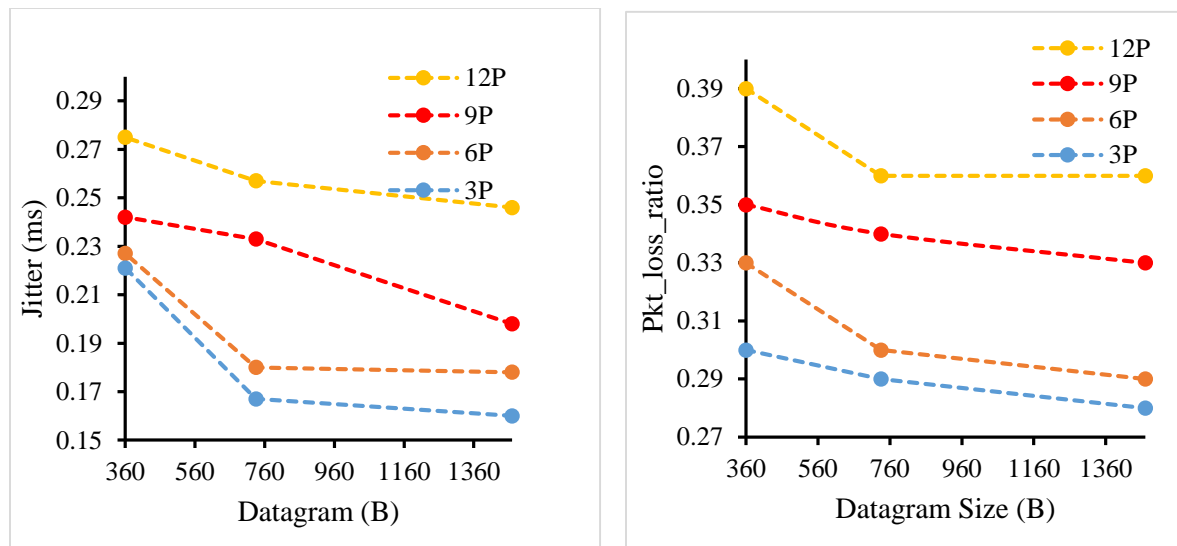 12P
9P
6P
3P
0.29
0.27
0.25
0.23
0.21
0.19
0.17
0.15
Jitter (ms)
360 560 760 960 1160 1360
Datagram (B)
12P
9P
6P
3P
0.39
0.37
0.35
0.33
0.31
0.29
0.27
Pkt_loss_ratio
360 560 760 960 1160 1360
Datagram Size (B)